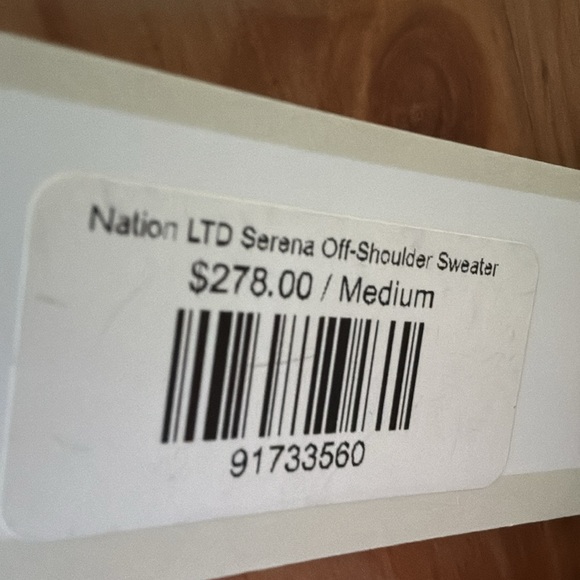 Nation LTD Serena Off-Shoulder Sweater
$278.00 / Medium
91733560